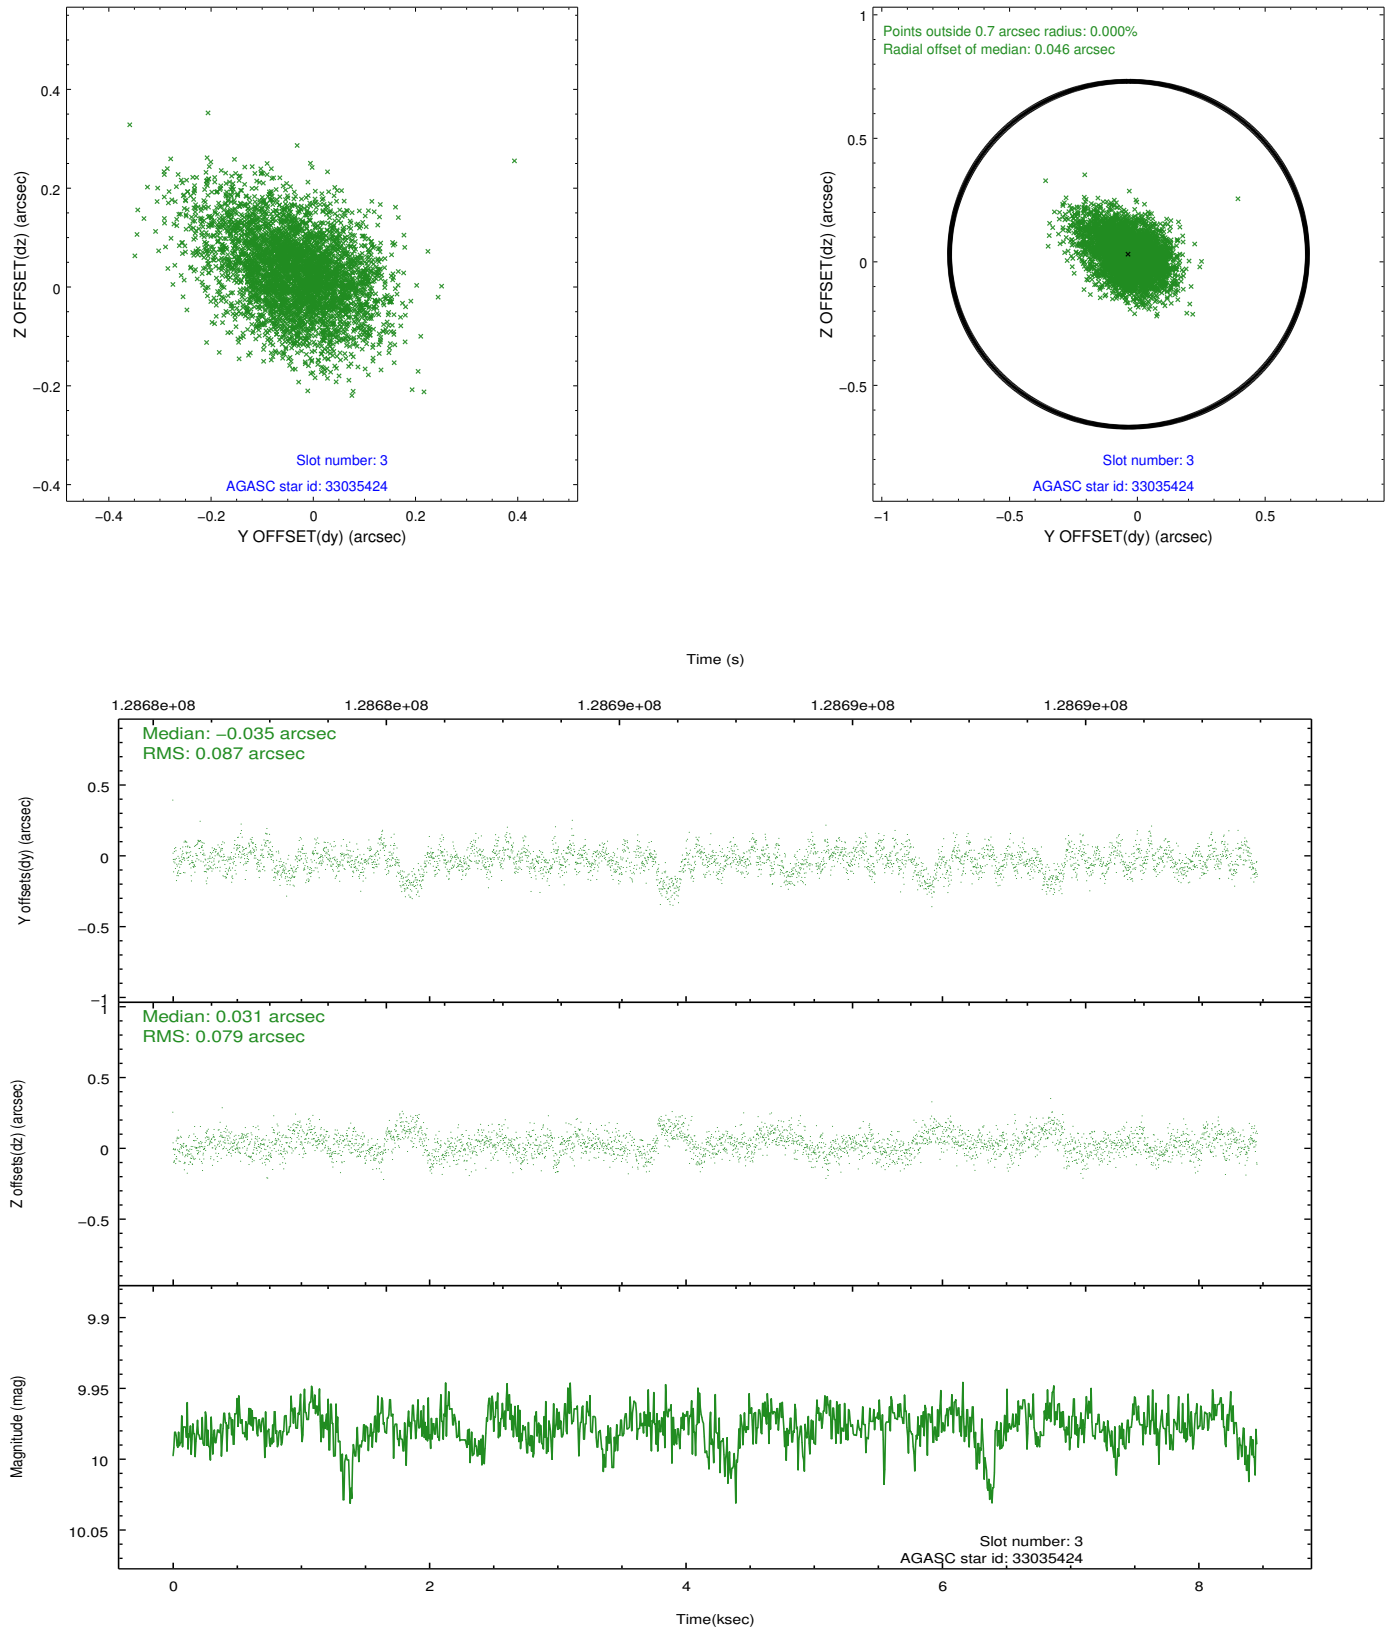 0.4
0.2
0
−0.2
−0.4
Z OFFSET(dz) (arcsec)
Slot number: 3
AGASC star id: 33035424
−0.4
−0.2
0
0.2
0.4
Y OFFSET(dy) (arcsec)
Points outside 0.7 arcsec radius: 0.000%
Radial offset of median: 0.046 arcsec
1
0.5
0
−0.5
Z OFFSET(dz) (arcsec)
Slot number: 3
AGASC star id: 33035424
−1
−0.5
0
0.5
Y OFFSET(dy) (arcsec)
Time (s)
1.2868e+08
1.2868e+08
1.2869e+08
1.2869e+08
1.2869e+08
Median: −0.035 arcsec
RMS: 0.087 arcsec
0.5
0
−0.5
−1
Y offsets(dy) (arcsec)
Median: 0.031 arcsec
RMS: 0.079 arcsec
1
0.5
0
−0.5
Z offsets(dz) (arcsec)
9.9
9.95
10
10.05
Magnitude (mag)
Slot number: 3
AGASC star id: 33035424
0
2
4
6
8
Time(ksec)